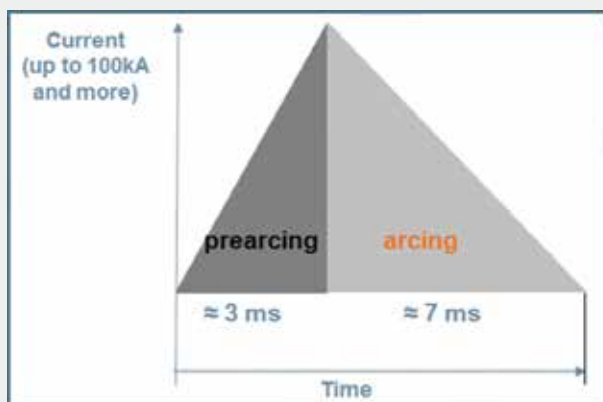 Current
(up to 100kA
and more)
prearcing
arcing
≈ 3 ms
≈ 7 ms
Time